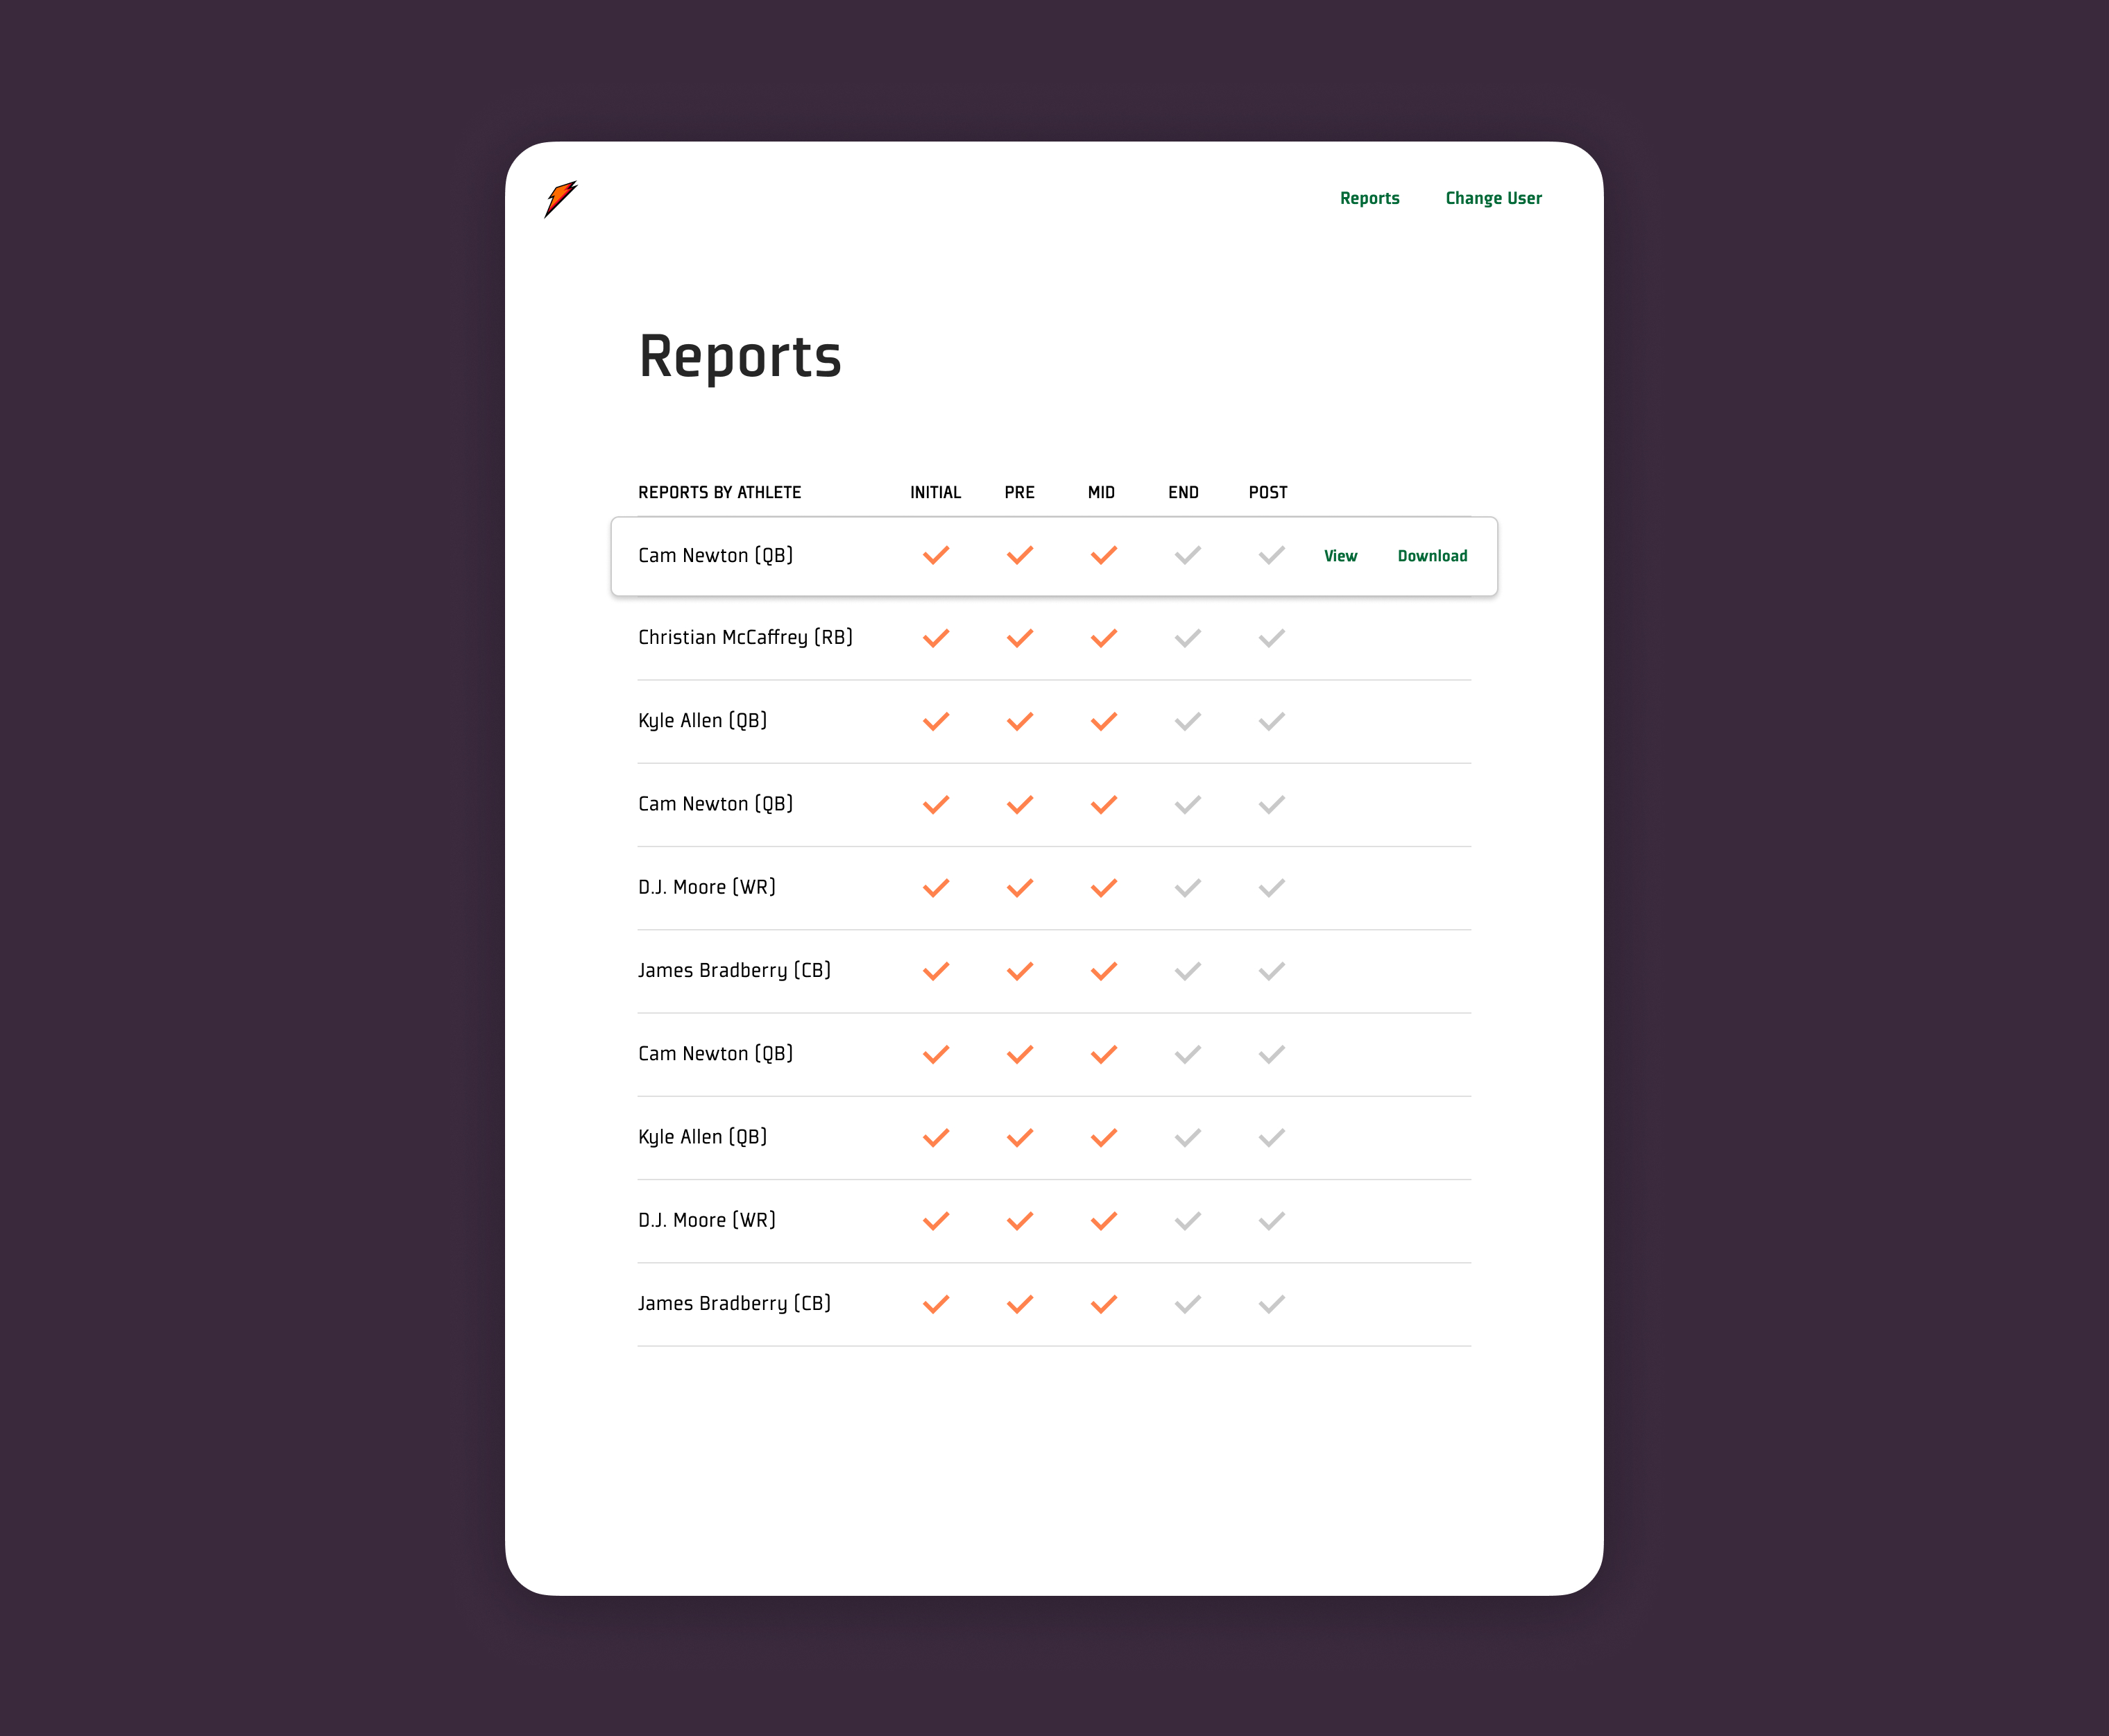 Reports Change User
Reports
REPORTS BY ATHLETE INITIAL PRE MID END POST
Cam Newton (QB) View Download
Christian McCaffrey (RB)
Kyle Allen (QB)
Cam Newton (QB)
D.J. Moore (WR)
James Bradberry (CB)
Cam Newton (QB)
Kyle Allen (QB)
D.J. Moore (WR)
James Bradberry (CB)